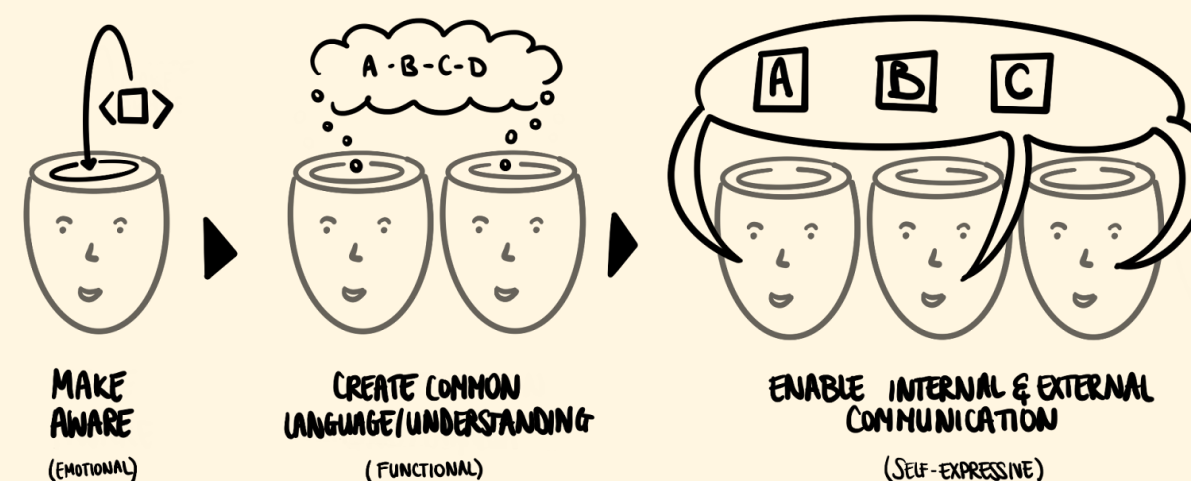 A-B-C-D
A B C
MAKE
AWARE
(EMOTIONAL)
CREATE COMMON
LANGUAGE/UNDERSTANDING
(FUNCTIONAL)
ENABLE INTERNAL & EXTERNAL
COMMUNICATION
(SELF-EXPRESSIVE)